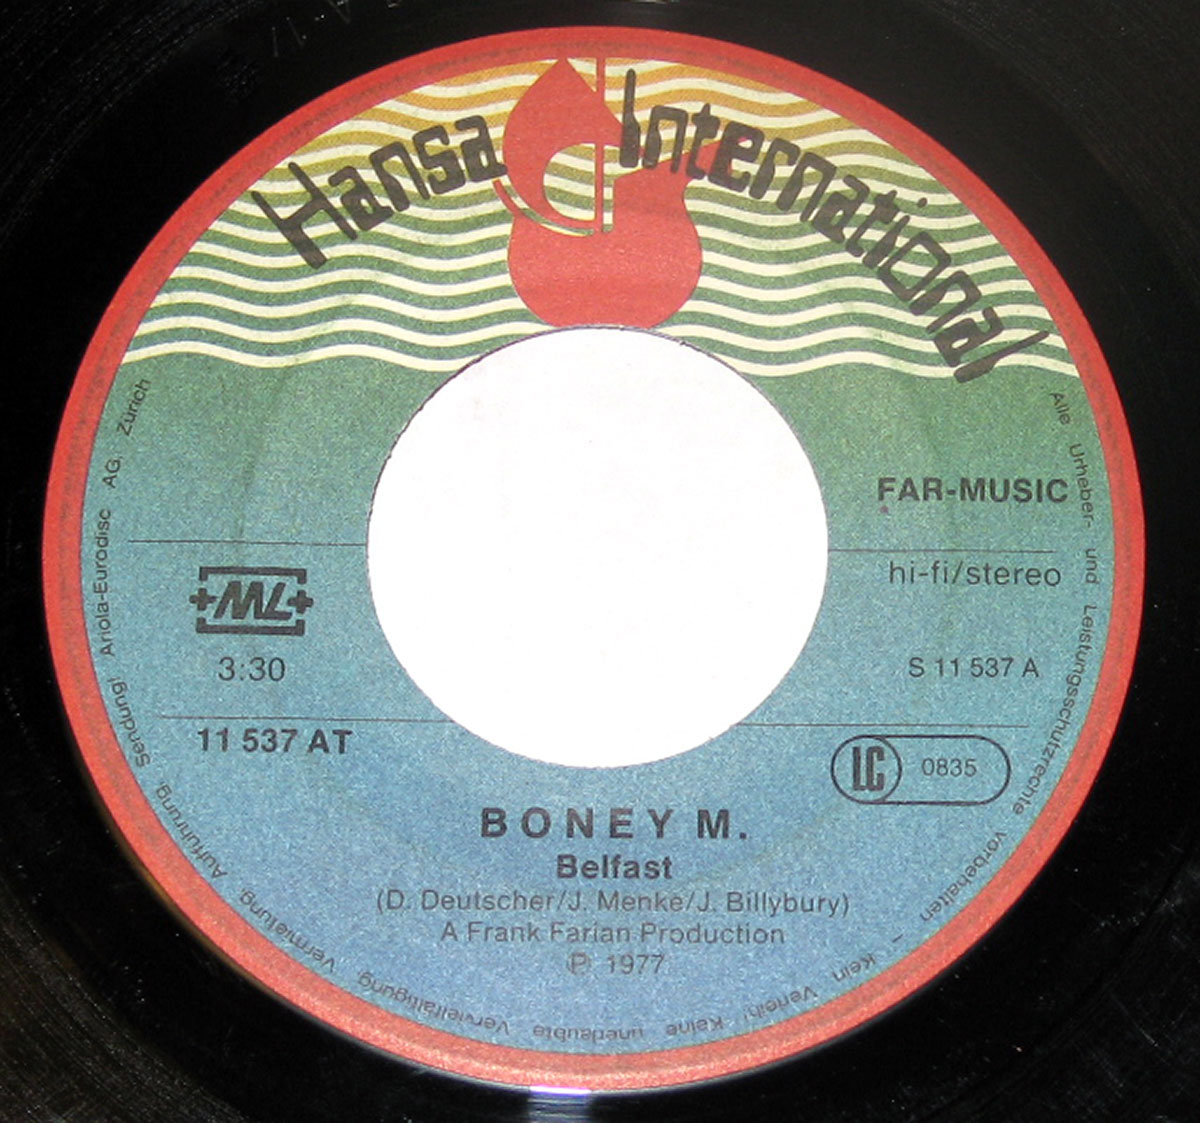 Hansa International
FAR-MUSIC
hi-fi/stereo
+ML+
3:30
S 11 537 A
11 537 AT
LC 0835
BONEY M.
Belfast
(D. Deutscher/J. Menke/J. Billybury)
A Frank Farian Production
℗ 1977
Alle Urheber- und Leistungsschutzrechte vorbehalten – Kein Verleih! Keine unerlaubte Vervielfältigung, Vermietung, Aufführung, Sendung! Ariola-Eurodisc AG. Zürich